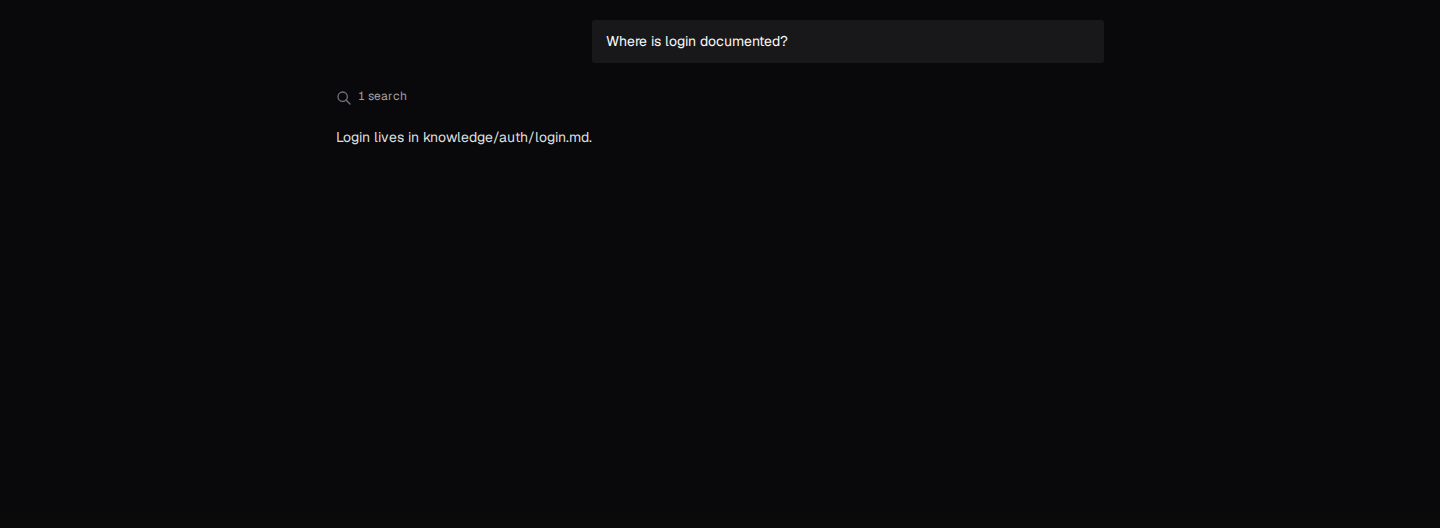 Where is login documented?
1 search
Login lives in knowledge/auth/login.md.